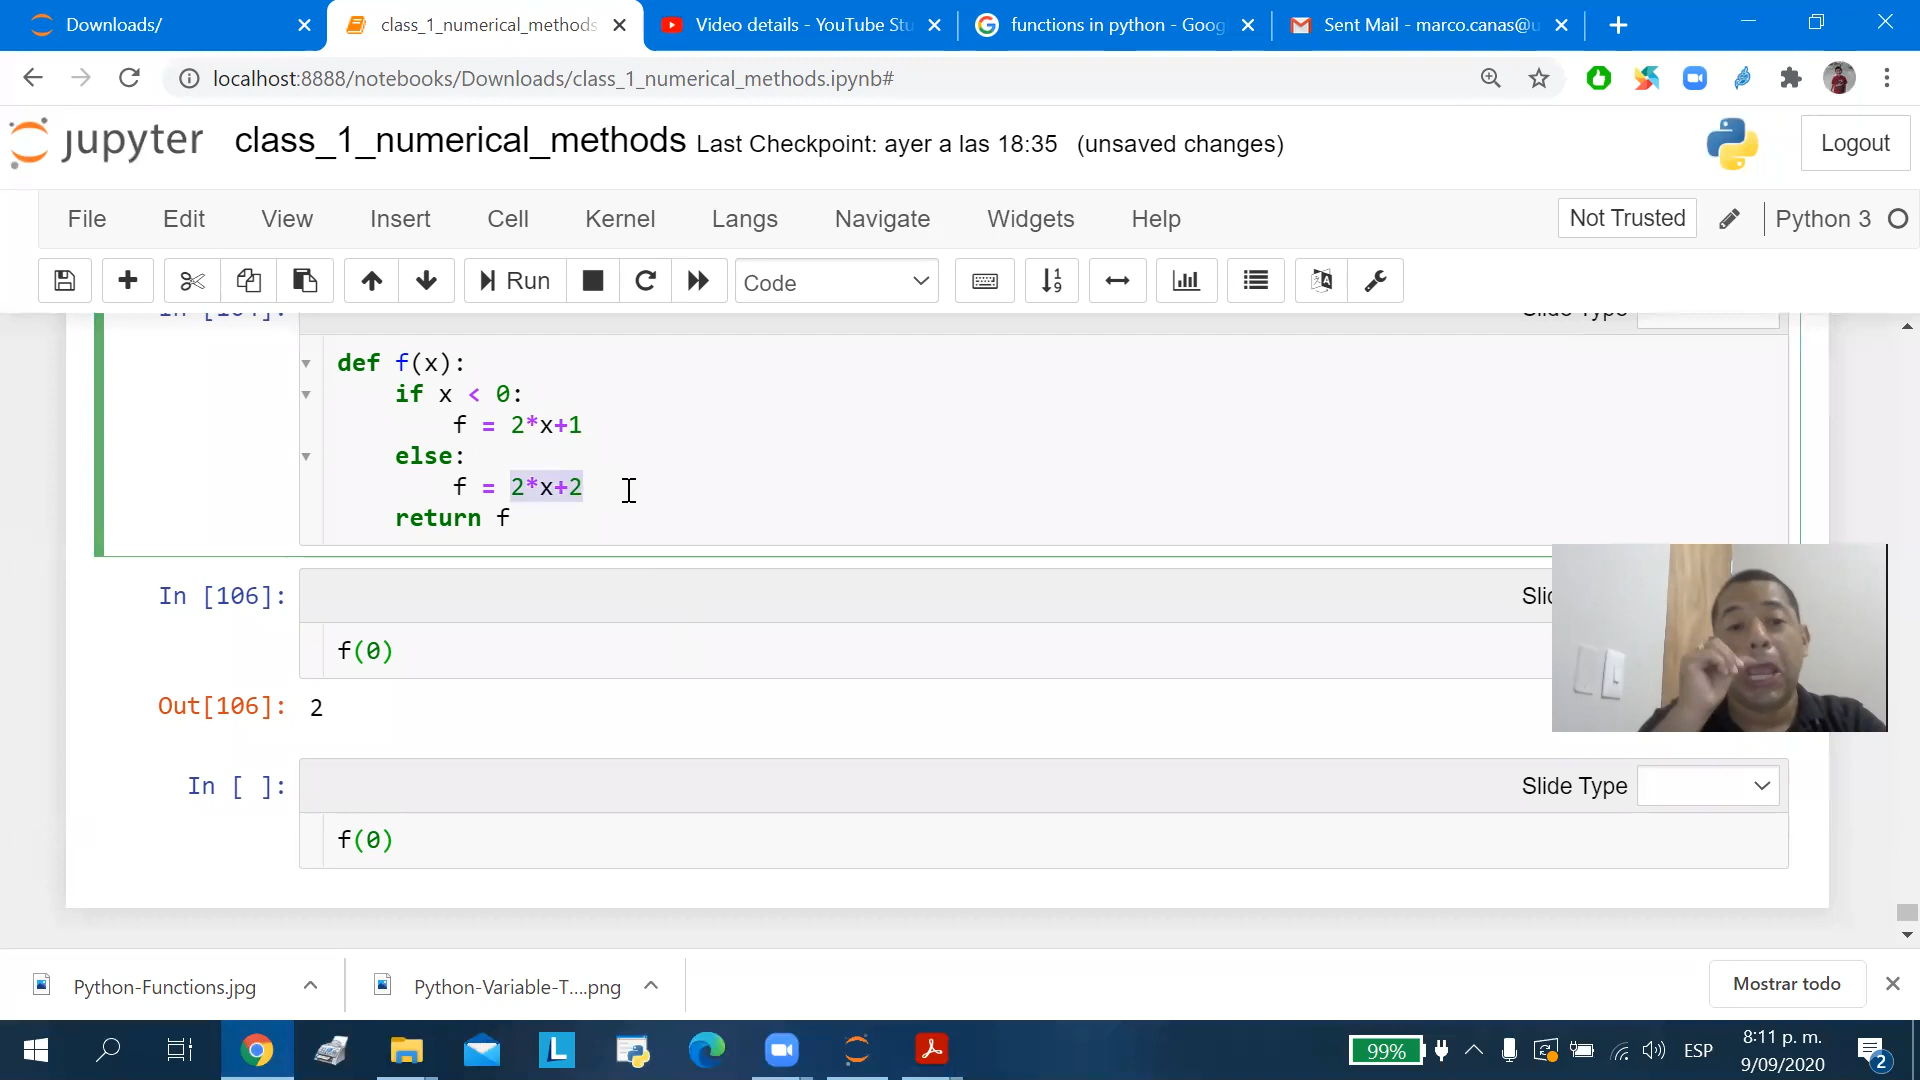 Downloads/
class_1_numerical_methods
Video details - YouTube Stu
functions in python - Goog
Sent Mail - marco.canas@u
localhost:8888/notebooks/Downloads/class_1_numerical_methods.ipynb#
jupyter
class_1_numerical_methods Last Checkpoint: ayer a las 18:35 (unsaved changes)
Logout
File Edit View Insert Cell Kernel Langs Navigate Widgets Help
Not Trusted
Python 3
Run
Code
Slide Type
def f(x):
    if x < 0:
        f = 2*x+1
    else:
        f = 2*x+2
    return f
In [106]:
f(0)
Out[106]: 2
In [ ]:
Slide Type
f(0)
Python-Functions.jpg
Python-Variable-T....png
Mostrar todo
99%
ESP
8:11 p. m.
9/09/2020
2